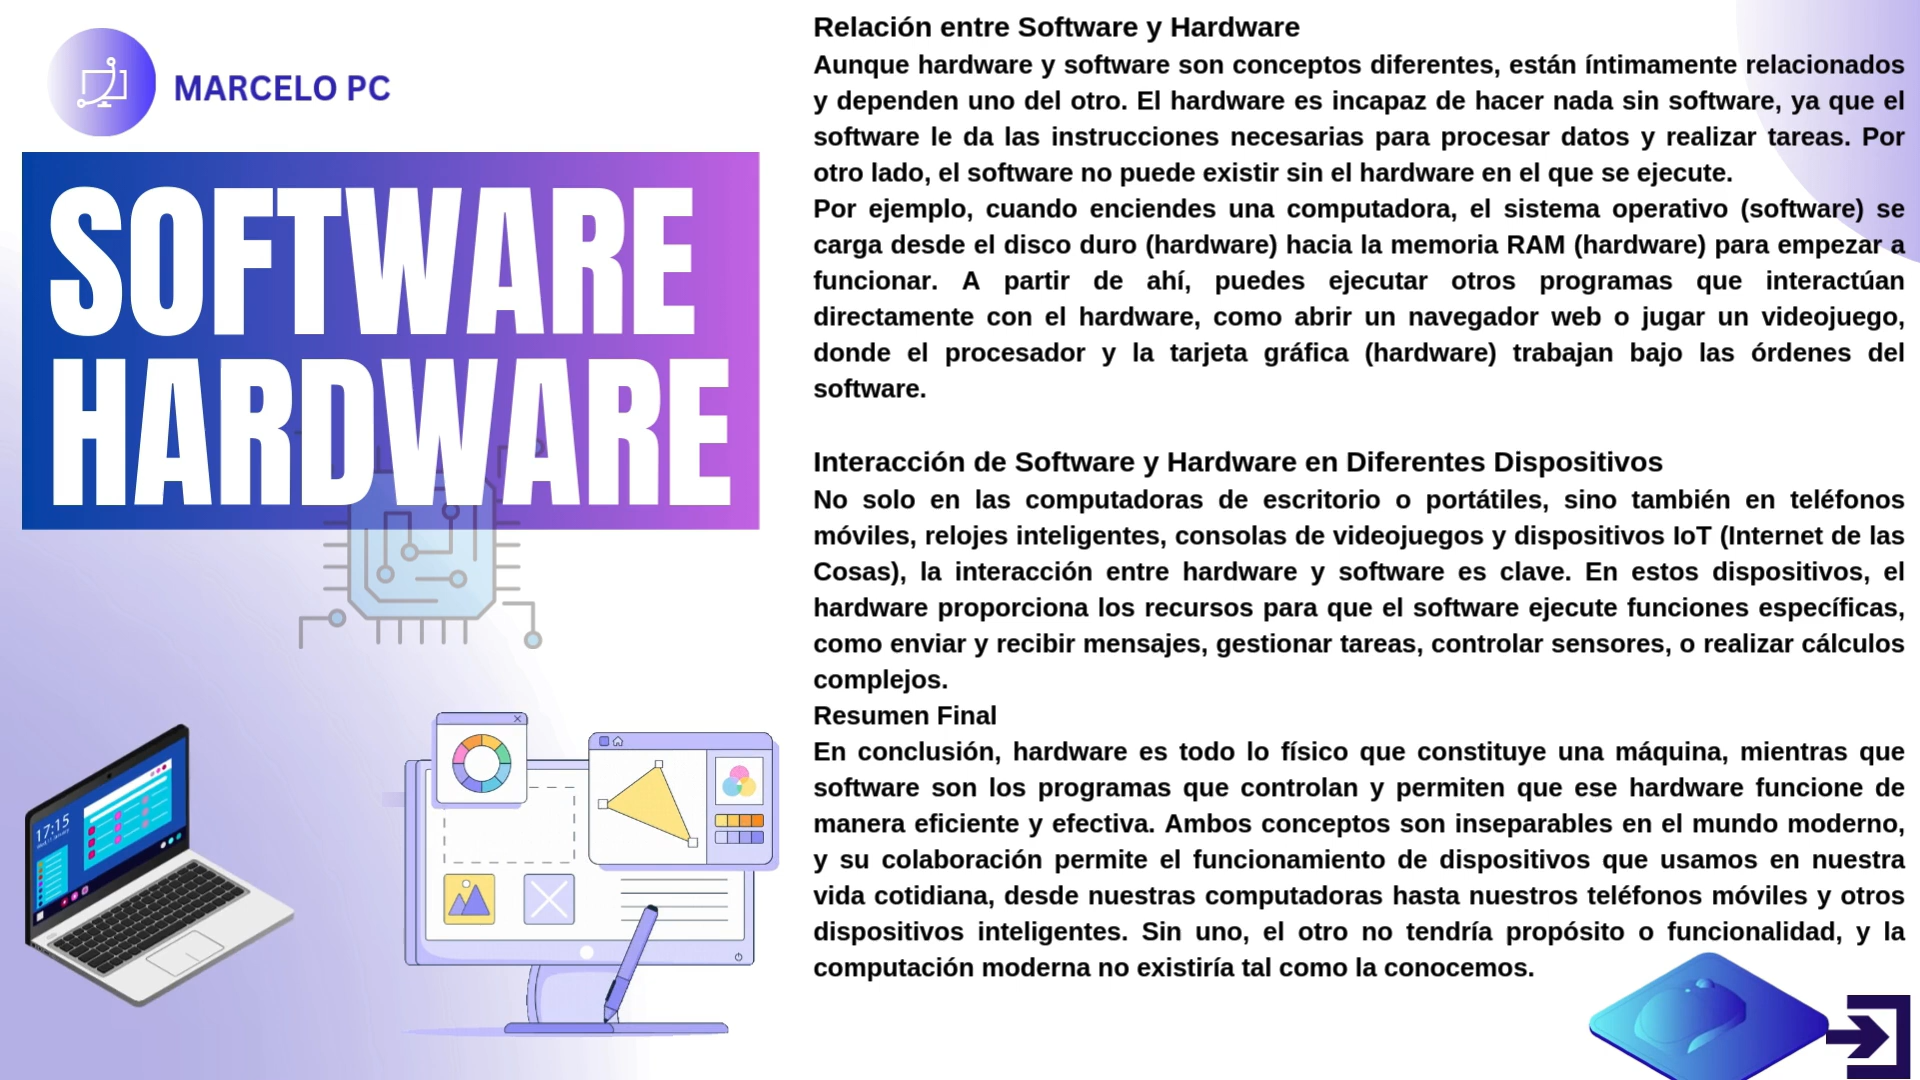 MARCELO PC
SOFTWARE
HARDWARE
17:15
Relación entre Software y Hardware
Aunque hardware y software son conceptos diferentes, están íntimamente relacionados
y dependen uno del otro. El hardware es incapaz de hacer nada sin software, ya que el
software le da las instrucciones necesarias para procesar datos y realizar tareas. Por
otro lado, el software no puede existir sin el hardware en el que se ejecute.
Por ejemplo, cuando enciendes una computadora, el sistema operativo (software) se
carga desde el disco duro (hardware) hacia la memoria RAM (hardware) para empezar a
funcionar. A partir de ahí, puedes ejecutar otros programas que interactúan
directamente con el hardware, como abrir un navegador web o jugar un videojuego,
donde el procesador y la tarjeta gráfica (hardware) trabajan bajo las órdenes del
software.
Interacción de Software y Hardware en Diferentes Dispositivos
No solo en las computadoras de escritorio o portátiles, sino también en teléfonos
móviles, relojes inteligentes, consolas de videojuegos y dispositivos IoT (Internet de las
Cosas), la interacción entre hardware y software es clave. En estos dispositivos, el
hardware proporciona los recursos para que el software ejecute funciones específicas,
como enviar y recibir mensajes, gestionar tareas, controlar sensores, o realizar cálculos
complejos.
Resumen Final
En conclusión, hardware es todo lo físico que constituye una máquina, mientras que
software son los programas que controlan y permiten que ese hardware funcione de
manera eficiente y efectiva. Ambos conceptos son inseparables en el mundo moderno,
y su colaboración permite el funcionamiento de dispositivos que usamos en nuestra
vida cotidiana, desde nuestras computadoras hasta nuestros teléfonos móviles y otros
dispositivos inteligentes. Sin uno, el otro no tendría propósito o funcionalidad, y la
computación moderna no existiría tal como la conocemos.